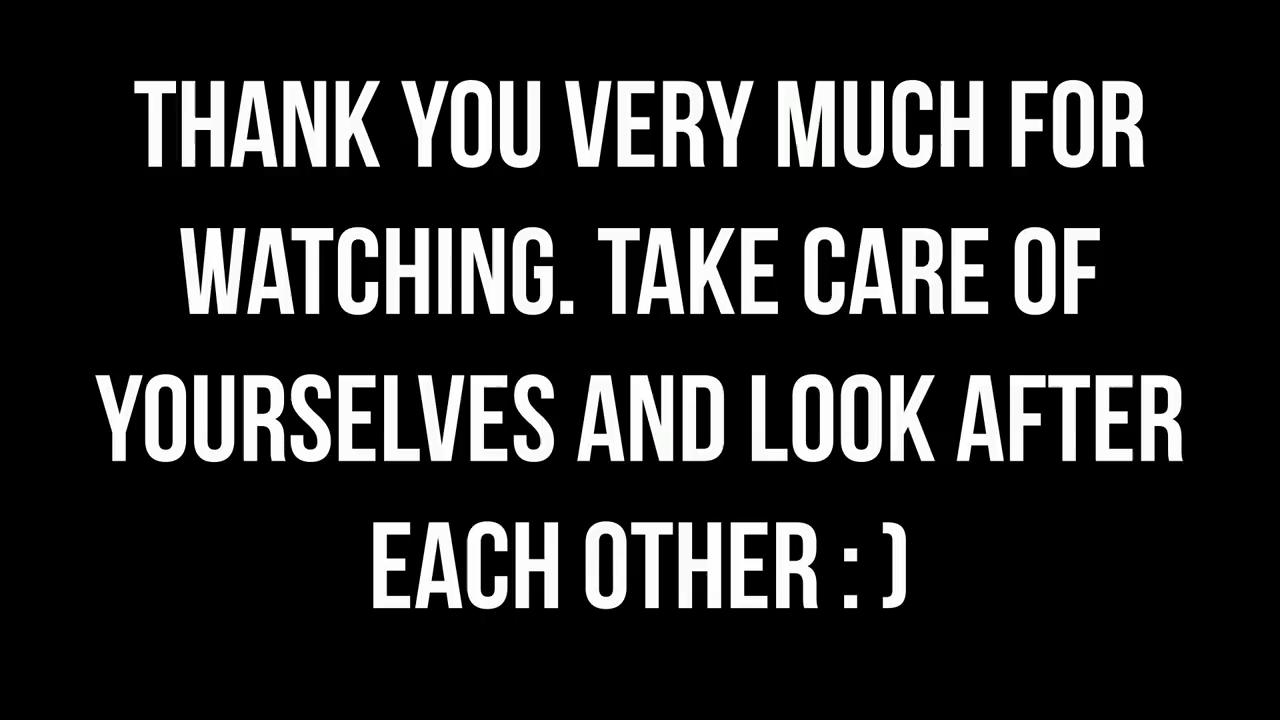 THANK YOU VERY MUCH FOR
WATCHING. TAKE CARE OF
YOURSELVES AND LOOK AFTER
EACH OTHER : )